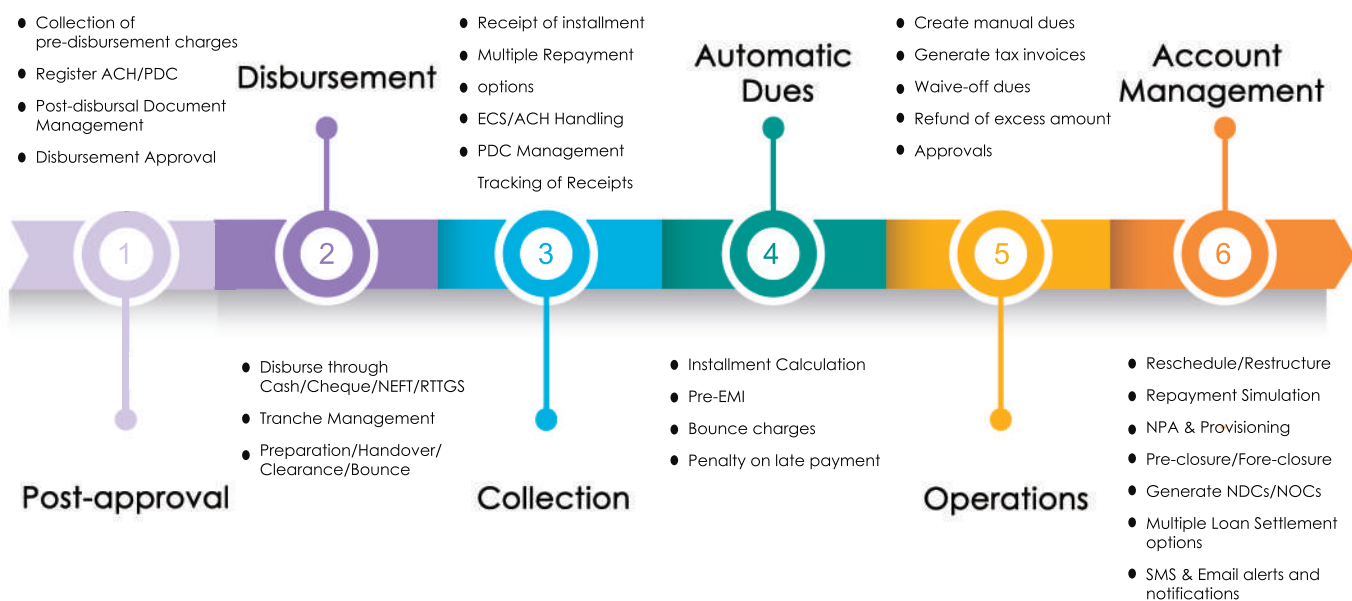 ● Collection of
pre-disbursement charges
● Register ACH/PDC
● Post-disbursal Document
Management
● Disbursement Approval
1
Post-approval
Disbursement
2
● Disburse through
Cash/Cheque/NEFT/RTTGS
● Tranche Management
● Preparation/Handover/
Clearance/Bounce
● Receipt of installment
● Multiple Repayment
● options
● ECS/ACH Handling
● PDC Management
Tracking of Receipts
3
Collection
Automatic
Dues
4
● Installment Calculation
● Pre-EMI
● Bounce charges
● Penalty on late payment
● Create manual dues
● Generate tax invoices
● Waive-off dues
● Refund of excess amount
● Approvals
5
Operations
Account
Management
6
● Reschedule/Restructure
● Repayment Simulation
● NPA & Provisioning
● Pre-closure/Fore-closure
● Generate NDCs/NOCs
● Multiple Loan Settlement
options
● SMS & Email alerts and
notifications